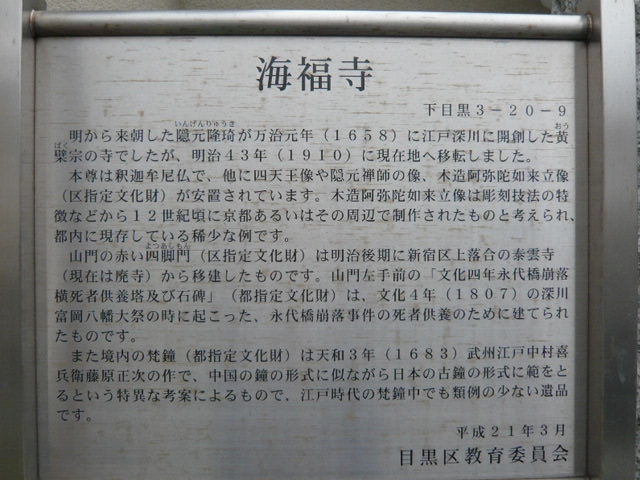 海福寺
下目黒３－２０－９
いんげんりゅうき
おう
明から来朝した隠元隆琦が万治元年（１６５８）に江戸深川に開創した黄
ばく
檗宗の寺でしたが、明治４３年（１９１０）に現在地へ移転しました。
本尊は釈迦牟尼仏で、他に四天王像や隠元禅師の像、木造阿弥陀如来立像
（区指定文化財）が安置されています。木造阿弥陀如来立像は彫刻技法の特
徴などから１２世紀頃に京都あるいはその周辺で制作されたものと考えられ、
都内に現存している稀少な例です。
よつあしもん
山門の赤い四脚門（区指定文化財）は明治後期に新宿区上落合の泰雲寺
（現在は廃寺）から移建したものです。山門左手前の「文化四年永代橋崩落
横死者供養塔及び石碑」（都指定文化財）は、文化４年（１８０７）の深川
富岡八幡大祭の時に起こった、永代橋崩落事件の死者供養のために建てられ
たものです。
また境内の梵鐘（都指定文化財）は天和３年（１６８３）武州江戸中村喜
兵衛藤原正次の作で、中国の鐘の形式に似ながら日本の古鐘の形式に範をと
るという特異な考案によるもので、江戸時代の梵鐘中でも類例の少ない遺品
です。
平成２１年３月
目黒区教育委員会